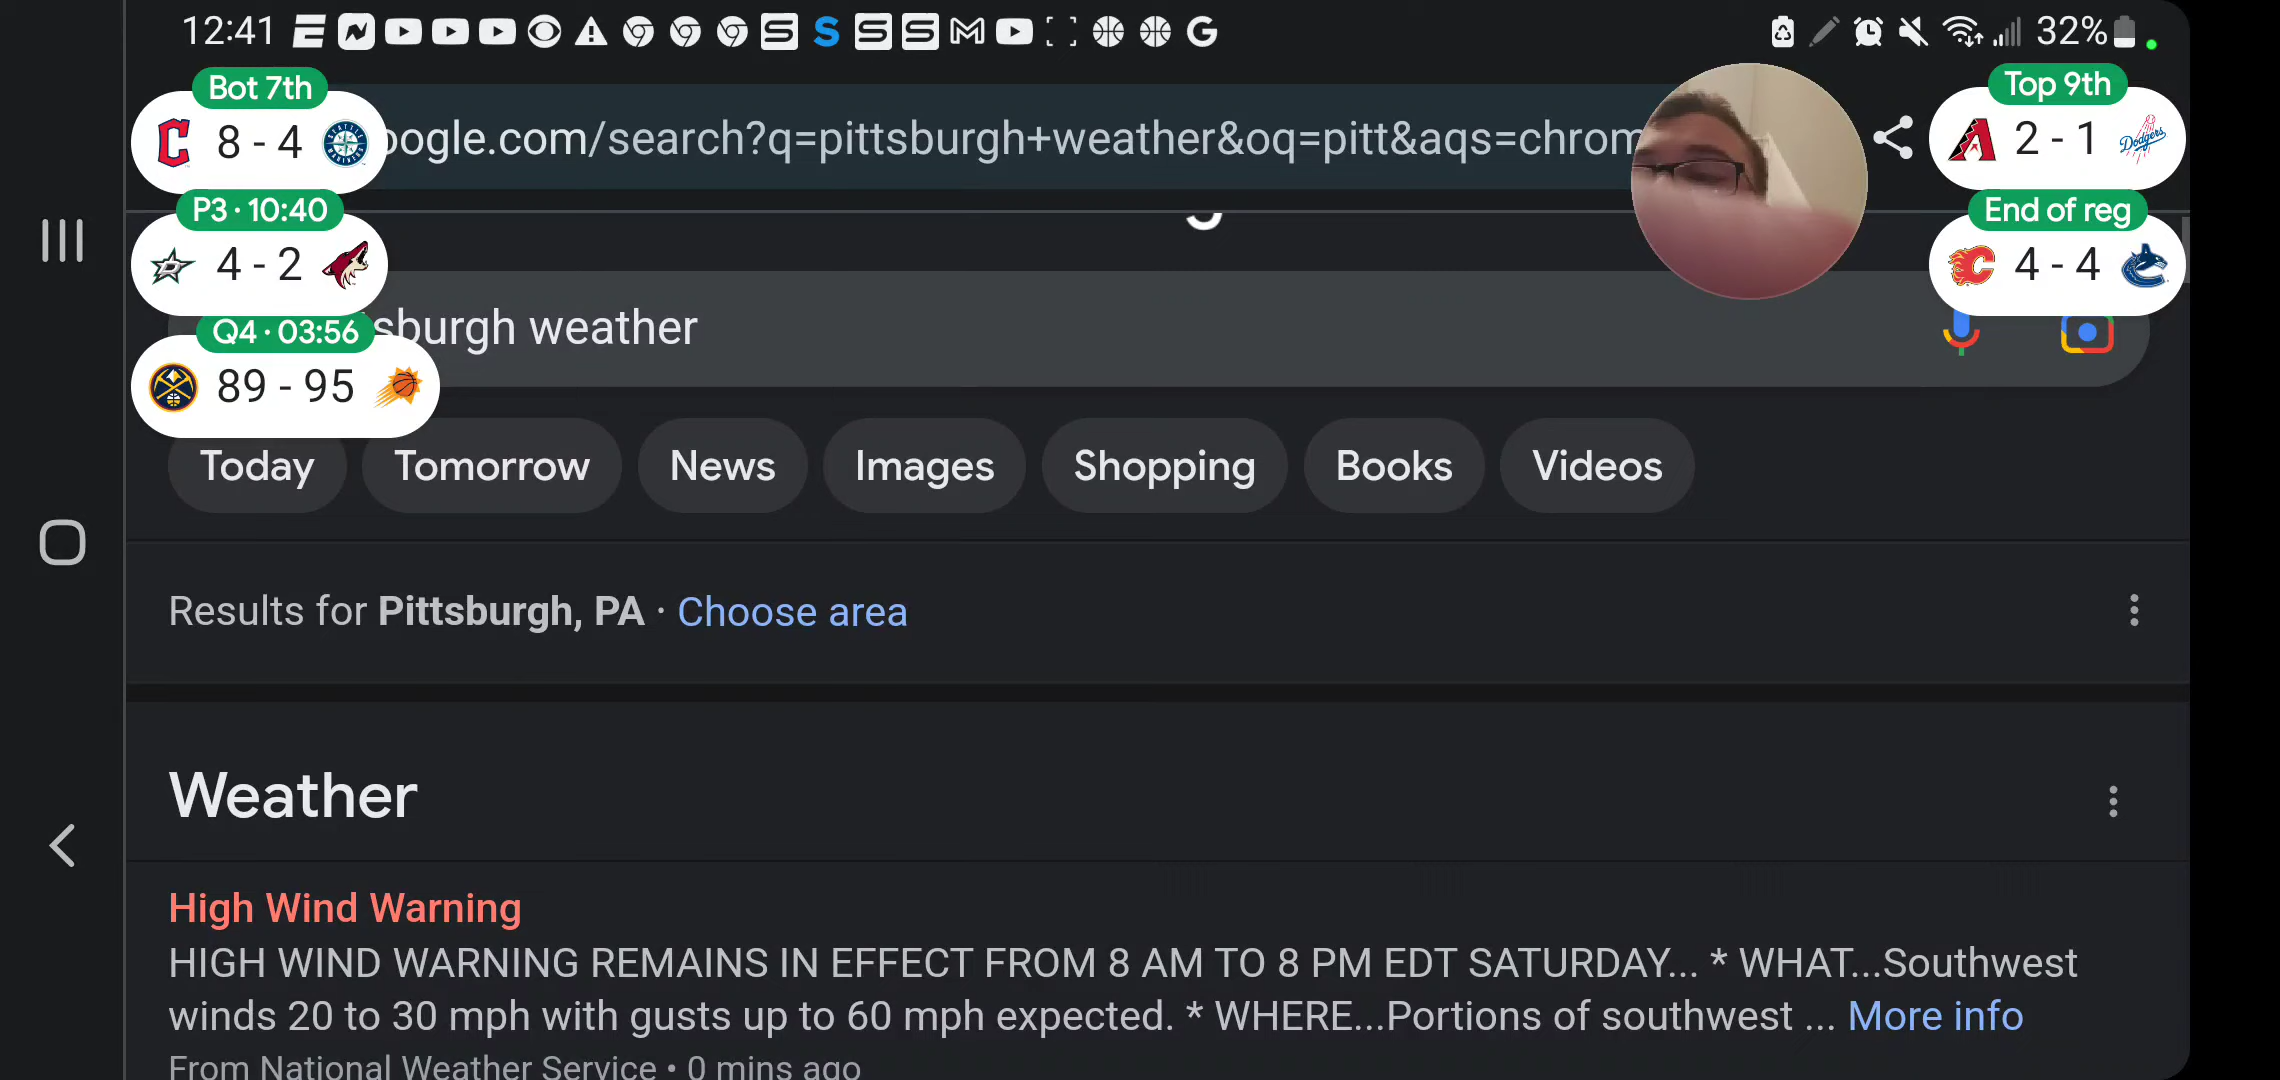 12:41
32%
Bot 7th
8 - 4
oogle.com/search?q=pittsburgh+weather&oq=pitt&aqs=chrom
Top 9th
2 - 1
Dodgers
P3 · 10:40
4 - 2
End of reg
4 - 4
Q4 · 03:56
89 - 95
sburgh weather
Today
Tomorrow
News
Images
Shopping
Books
Videos
Results for Pittsburgh, PA · Choose area
Weather
High Wind Warning
HIGH WIND WARNING REMAINS IN EFFECT FROM 8 AM TO 8 PM EDT SATURDAY... * WHAT...Southwest
winds 20 to 30 mph with gusts up to 60 mph expected. * WHERE...Portions of southwest ... More info
From National Weather Service • 0 mins ago